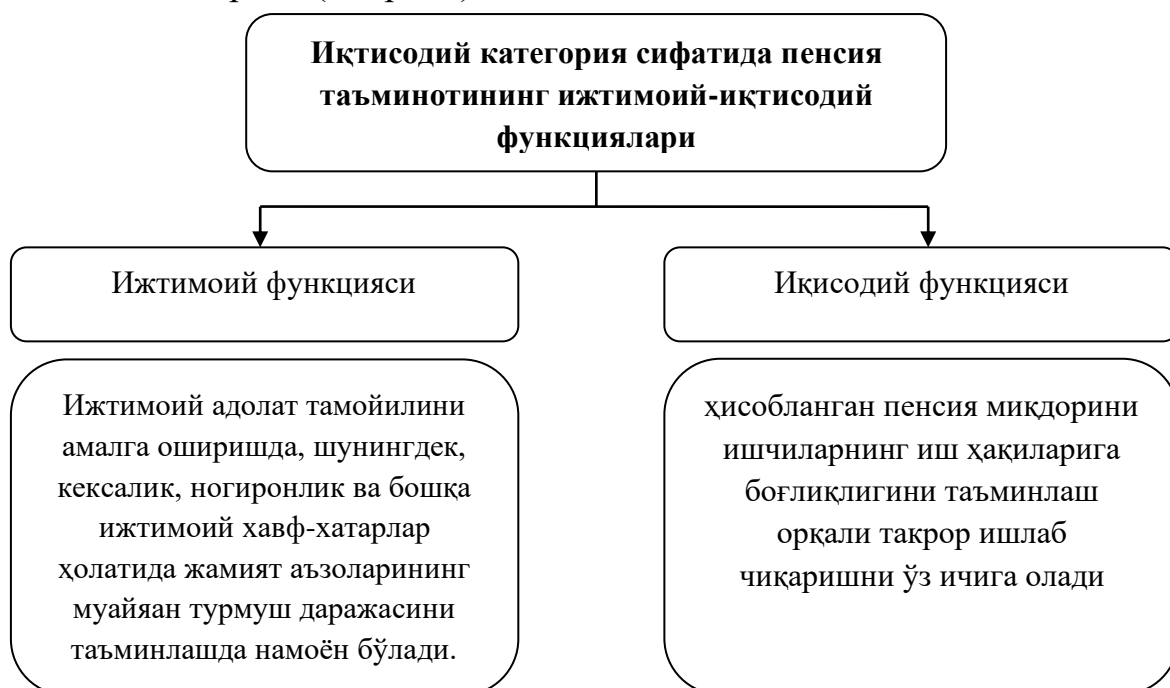 Иқтисодий категория сифатида пенсия
таъминотининг ижтимоий-иқтисодий
функциялари
Ижтимоий функцияси
Иқисодий функцияси
Ижтимоий адолат тамойилини
амалга оширишда, шунингдек,
кексалик, ногиронлик ва бошқа
ижтимоий хавф-хатарлар
ҳолатида жамият аъзоларининг
муайяан турмуш даражасини
таъминлашда намоён бўлади.
ҳисобланган пенсия миқдорини
ишчиларнинг иш ҳақиларига
боғлиқлигини таъминлаш
орқали такрор ишлаб
чиқаришни ўз ичига олади